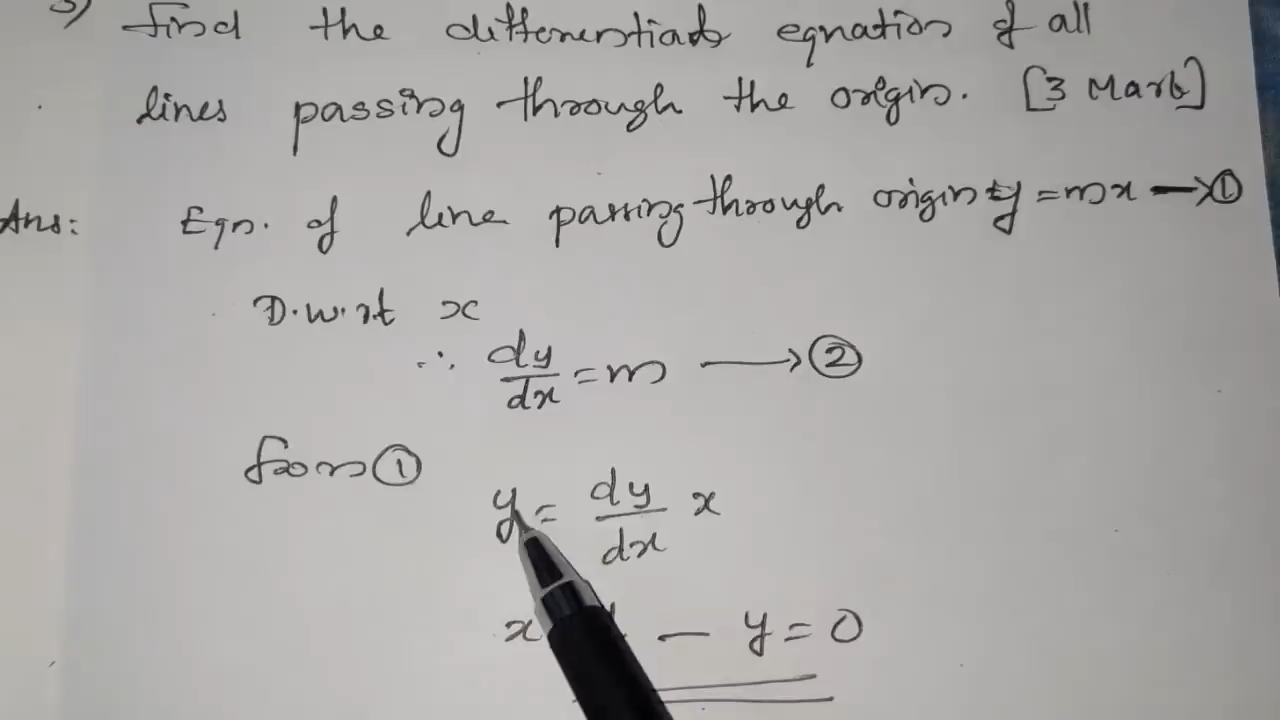 3) Find the differential equation of all
lines passing through the origin. [3 Mark]
Ans: Eqn. of line passing through origin y = mx → ①
D.w.r.t x
∴ dy/dx = m → ②
from ①
y = dy/dx x
x - y = 0